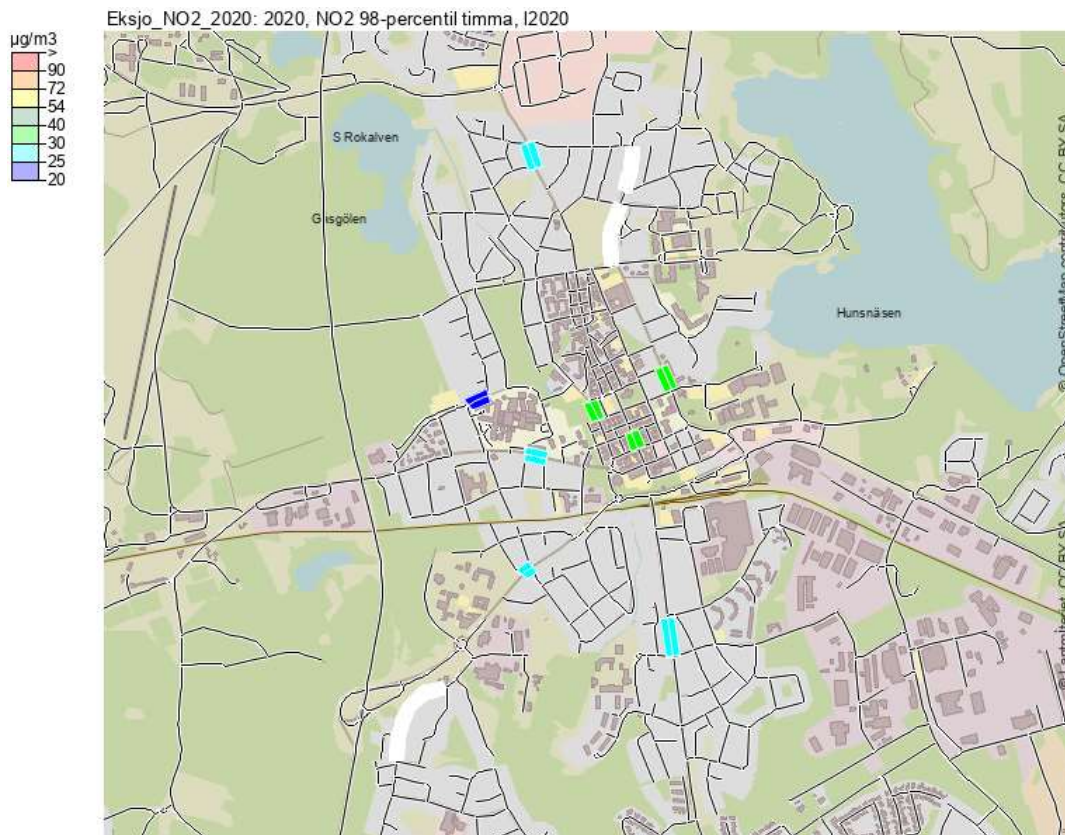 Eksjo_NO2_2020: 2020, NO2 98-percentil timma, I2020
µg/m3
>
90
72
54
40
30
25
20
S Rokalven
Gåsgölen
Hunsnäsen
© OpenStreetMap contributors, CC BY SA
© Lantmäteriet, CC BY SA